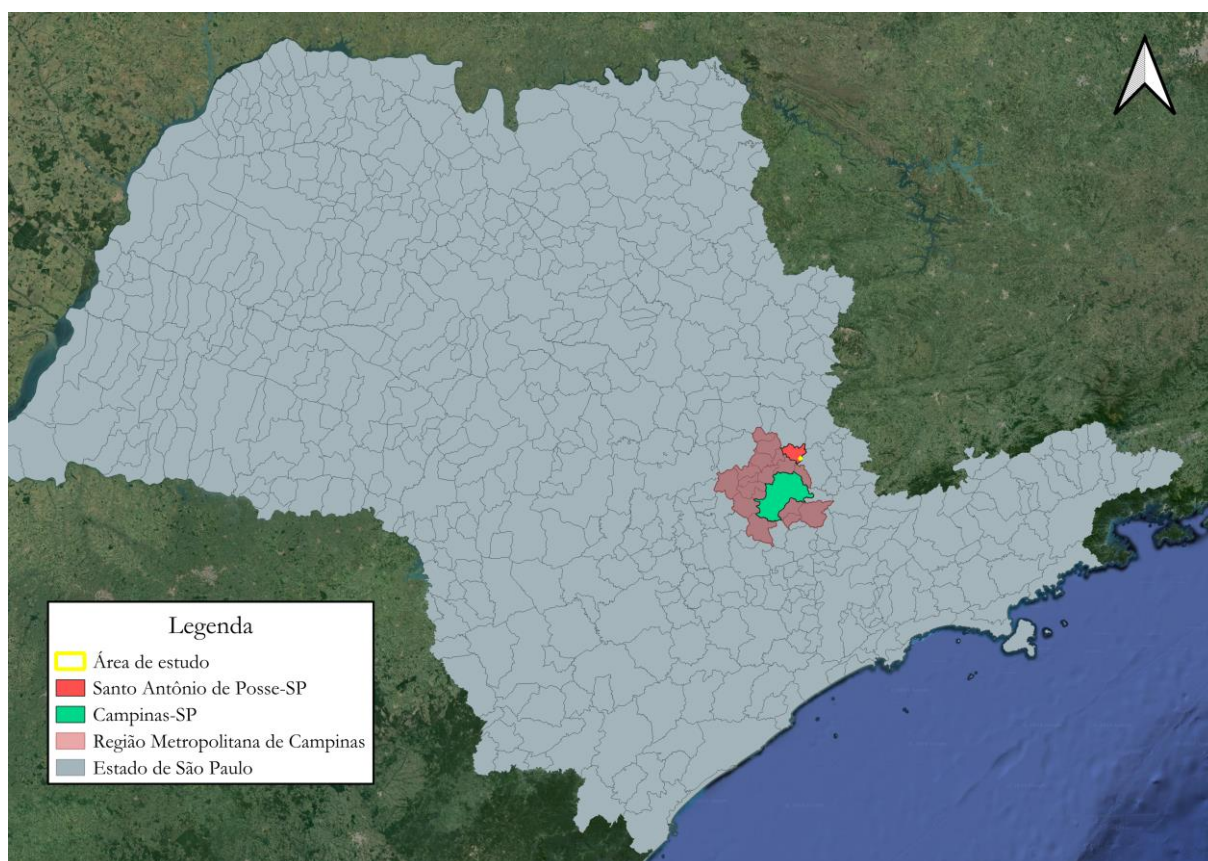 Legenda
Área de estudo
Santo Antônio de Posse-SP
Campinas-SP
Região Metropolitana de Campinas
Estado de São Paulo